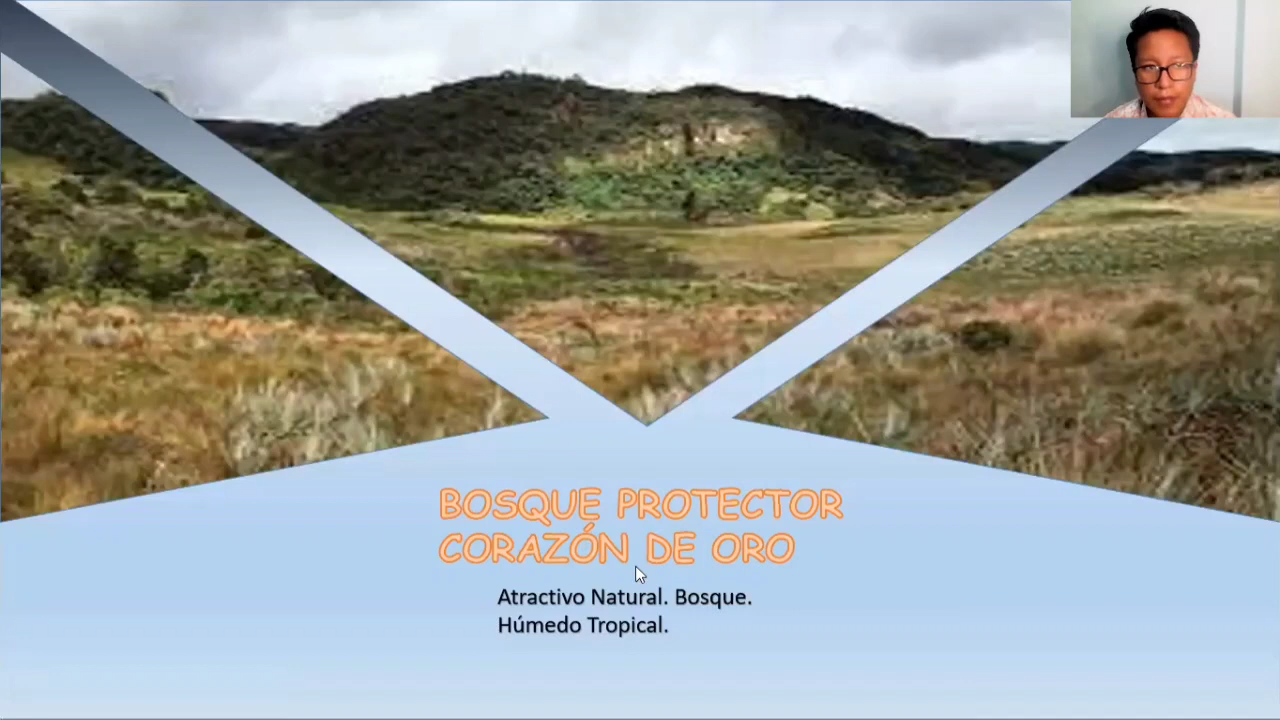 BOSQUE PROTECTOR
CORAZÓN DE ORO
Atractivo Natural. Bosque.
Húmedo Tropical.